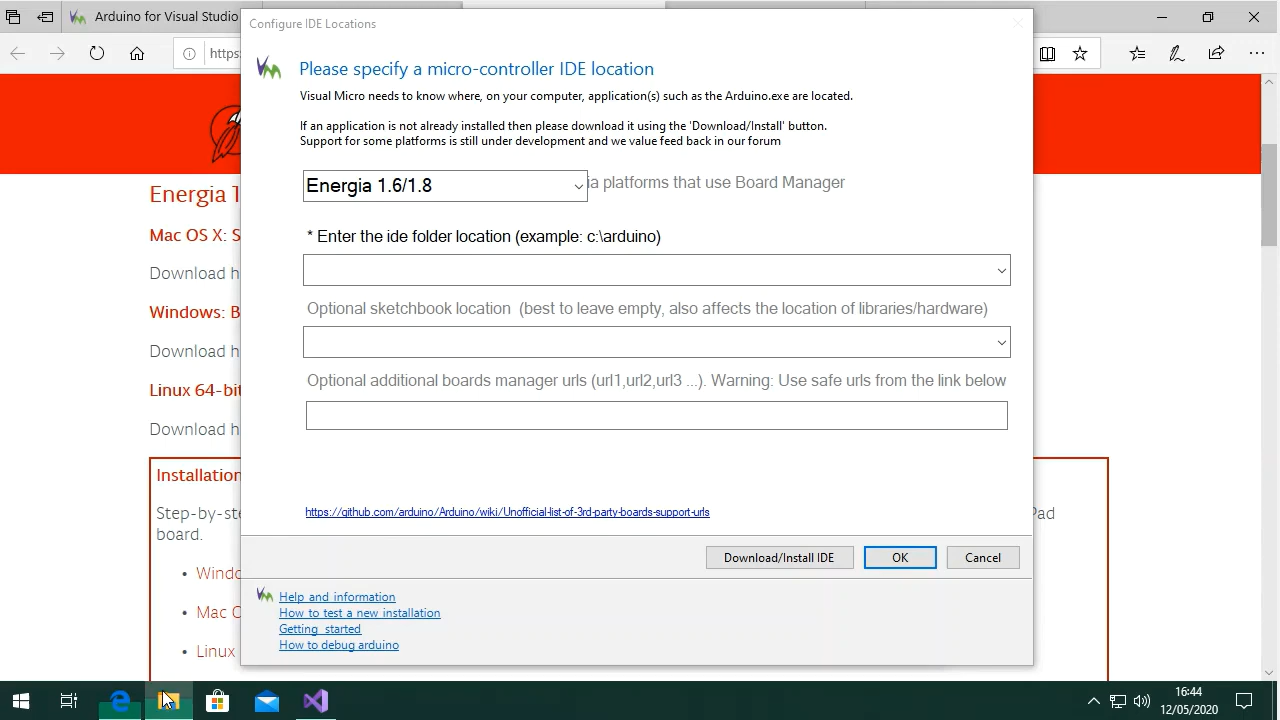 Arduino for Visual Studio
Configure IDE Locations
https:
Please specify a micro-controller IDE location
Visual Micro needs to know where, on your computer, application(s) such as the Arduino.exe are located.
If an application is not already installed then please download it using the 'Download/Install' button.
Support for some platforms is still under development and we value feed back in our forum
Energia 1.6/1.8
platforms that use Board Manager
Energia
* Enter the ide folder location (example: c:\arduino)
Mac OS X:
Download
Optional sketchbook location (best to leave empty, also affects the location of libraries/hardware)
Windows:
Download
Optional additional boards manager urls (url1,url2,url3 ...). Warning: Use safe urls from the link below
Linux 64-bit
Download
Installation
Step-by-step
Pad
board.
https://github.com/arduino/Arduino/wiki/Unofficial-list-of-3rd-party-boards-support-urls
Download/Install IDE
OK
Cancel
• Windo
Help and information
• Mac O
How to test a new installation
Getting started
• Linux
How to debug arduino
16:44
12/05/2020